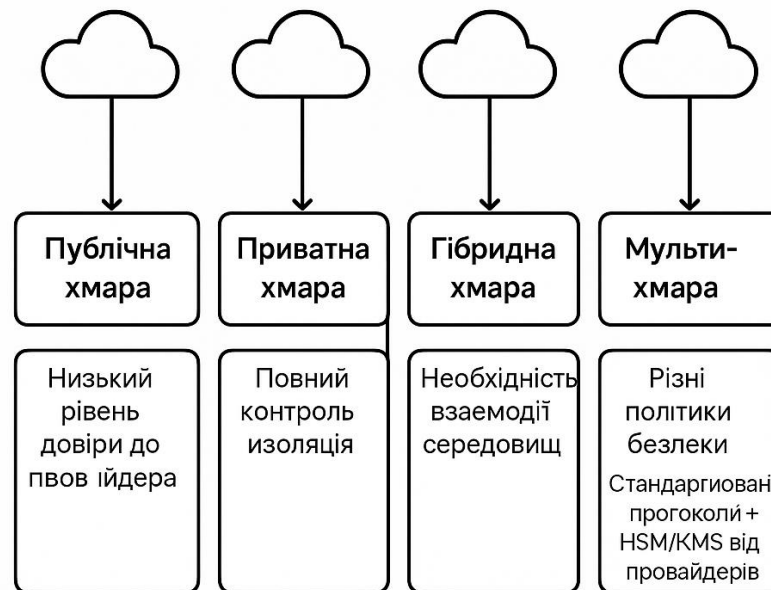 Публічна
хмара
Приватна
хмара
Гібридна
хмара
Мульти-
хмара
Низький
рівень
довіри до
пвов ійдера
Повний
контроль
изоляція
Необхідність
взаемодії
середовищ
Різні
політики
безлеки
Стандаргиовані
прогоколи +
HSM/KMS від
провайдерів